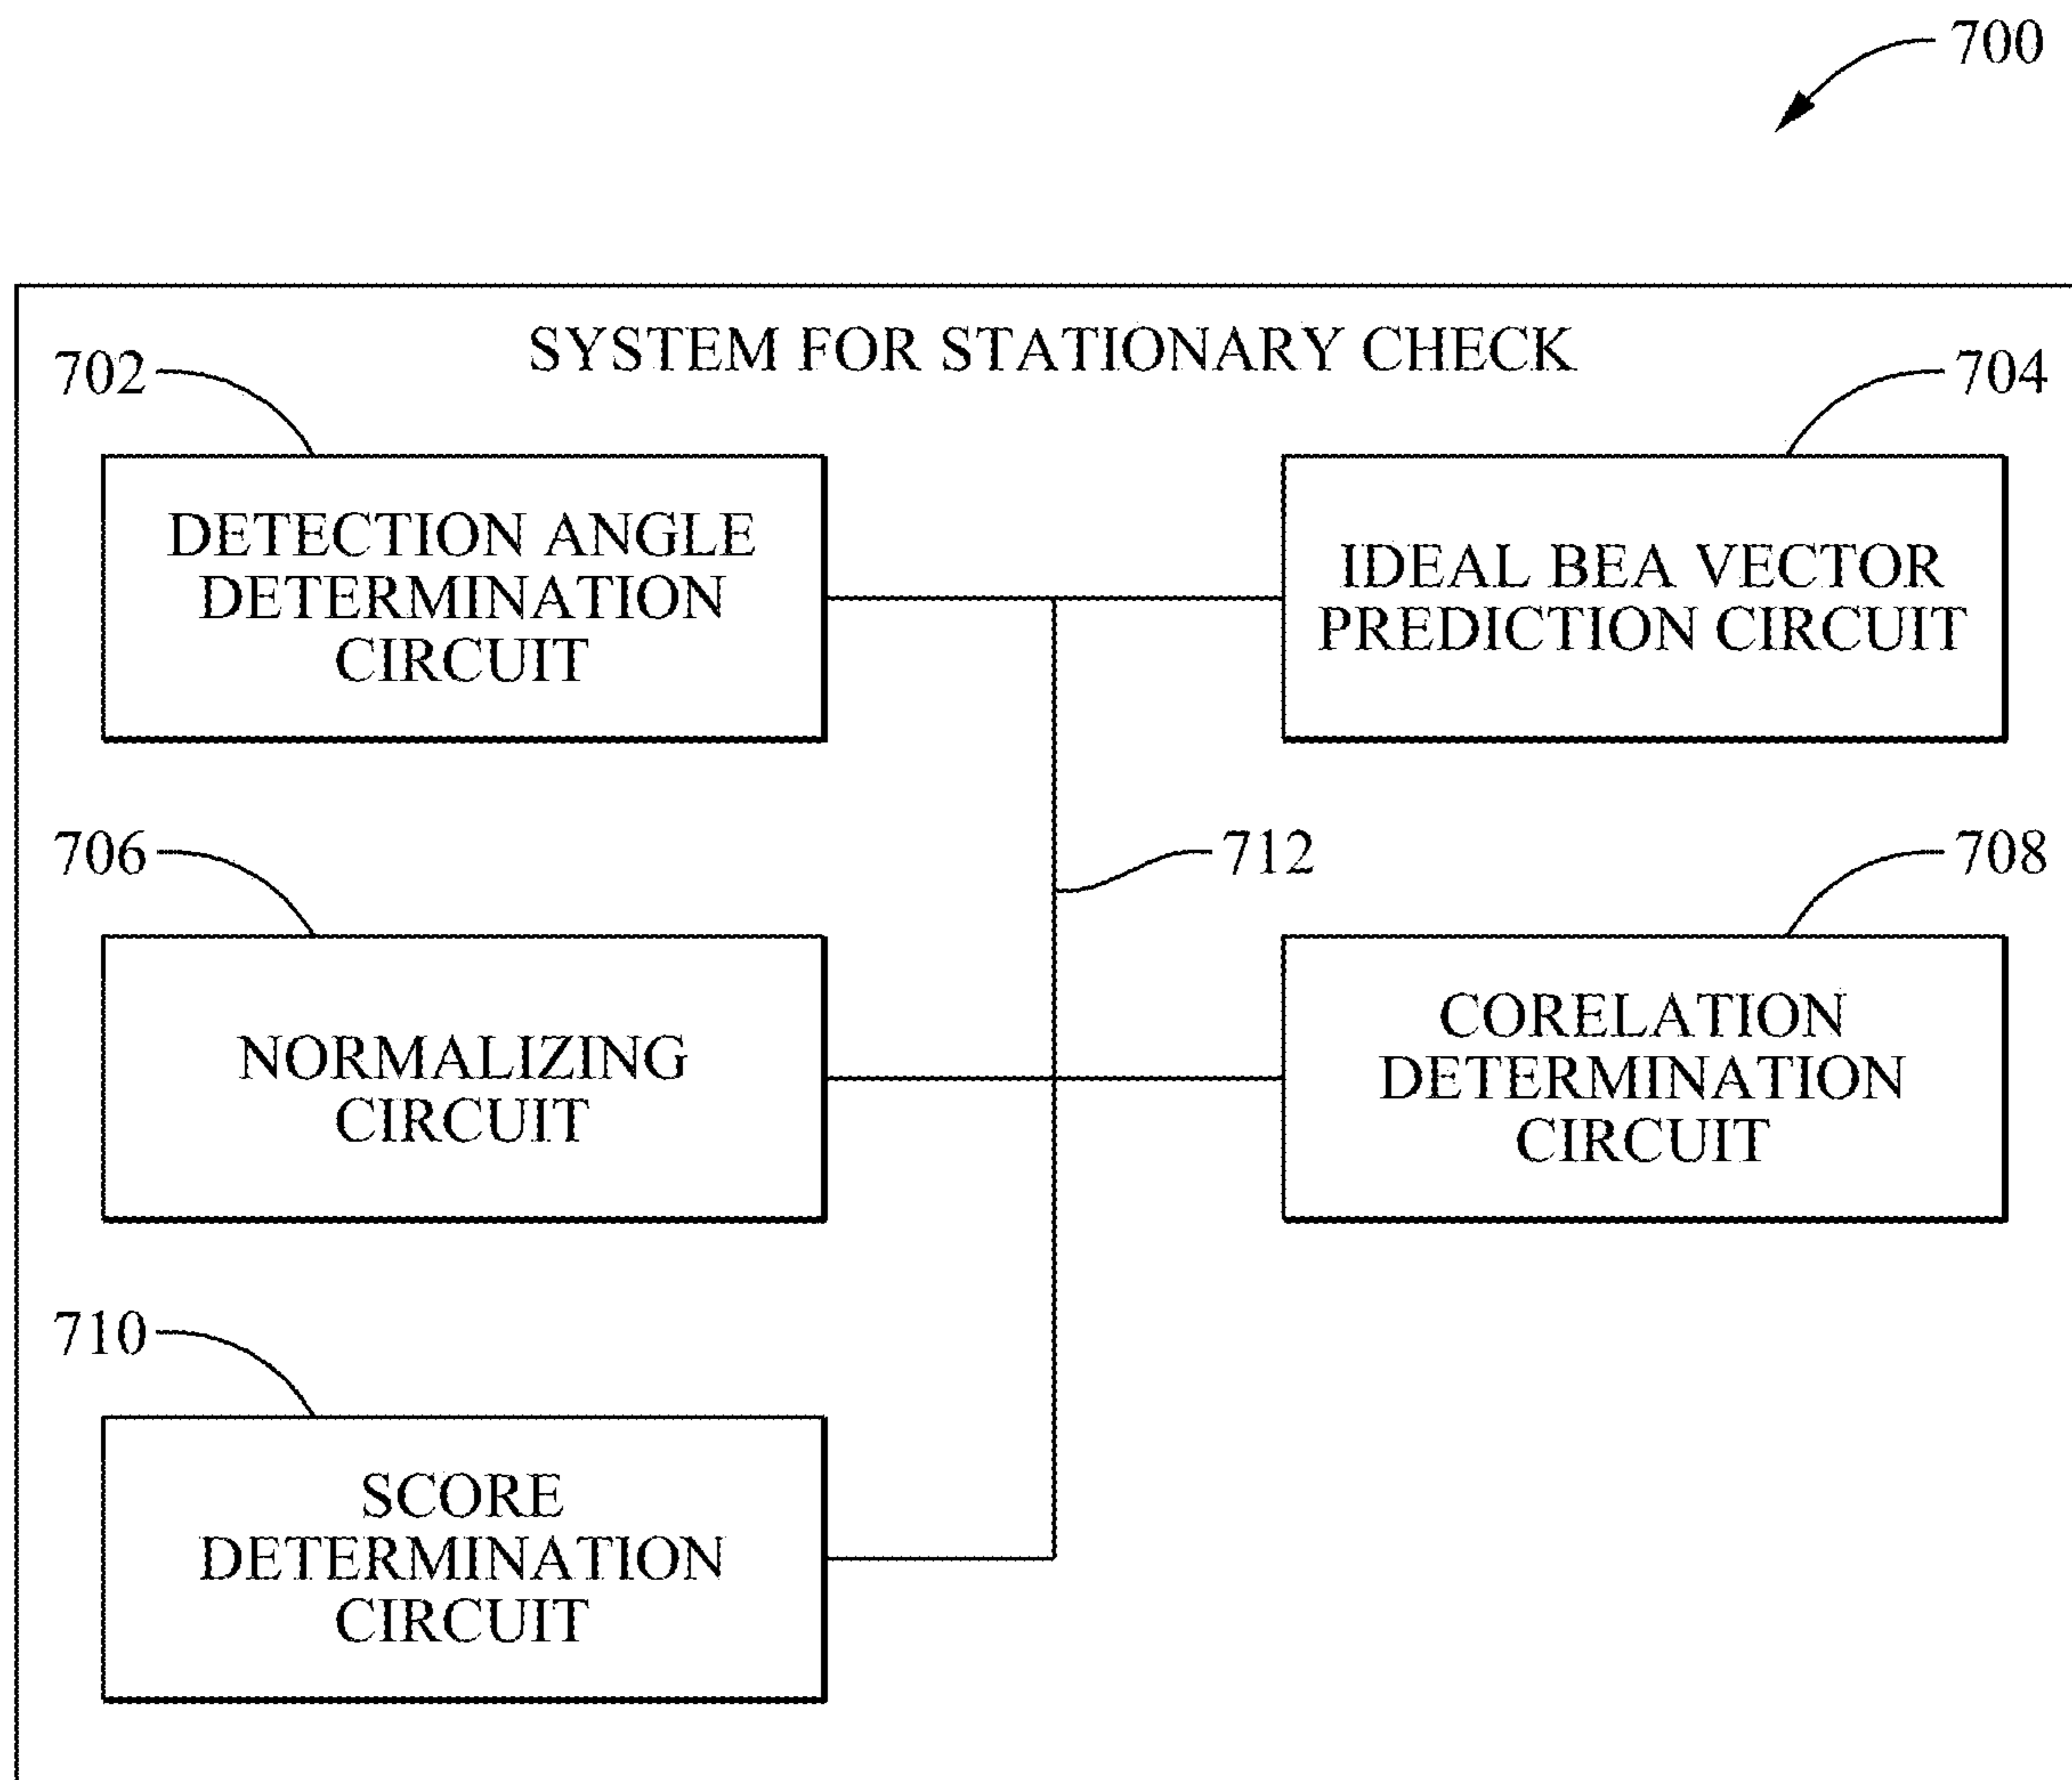 700
SYSTEM FOR STATIONARY CHECK
702
704
DETECTION ANGLE
DETERMINATION
CIRCUIT
IDEAL BEA VECTOR
PREDICTION CIRCUIT
706
712
708
NORMALIZING
CIRCUIT
CORELATION
DETERMINATION
CIRCUIT
710
SCORE
DETERMINATION
CIRCUIT